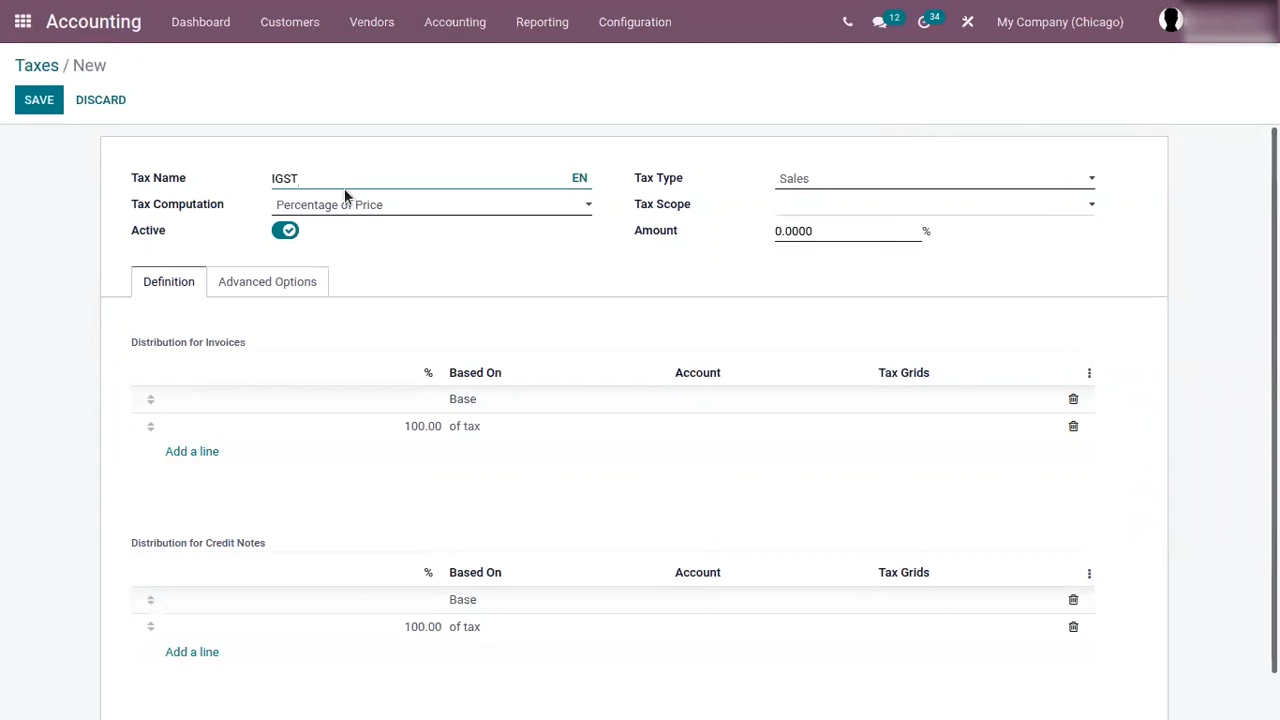 Accounting Dashboard Customers Vendors Accounting Reporting Configuration 12 34 My Company (Chicago)
Taxes / New
SAVE DISCARD
Tax Name IGST EN Tax Type Sales
Tax Computation Percentage of Price Tax Scope
Active Amount 0.0000 %
Definition Advanced Options
Distribution for Invoices
% Based On Account Tax Grids
Base
100.00 of tax
Add a line
Distribution for Credit Notes
% Based On Account Tax Grids
Base
100.00 of tax
Add a line